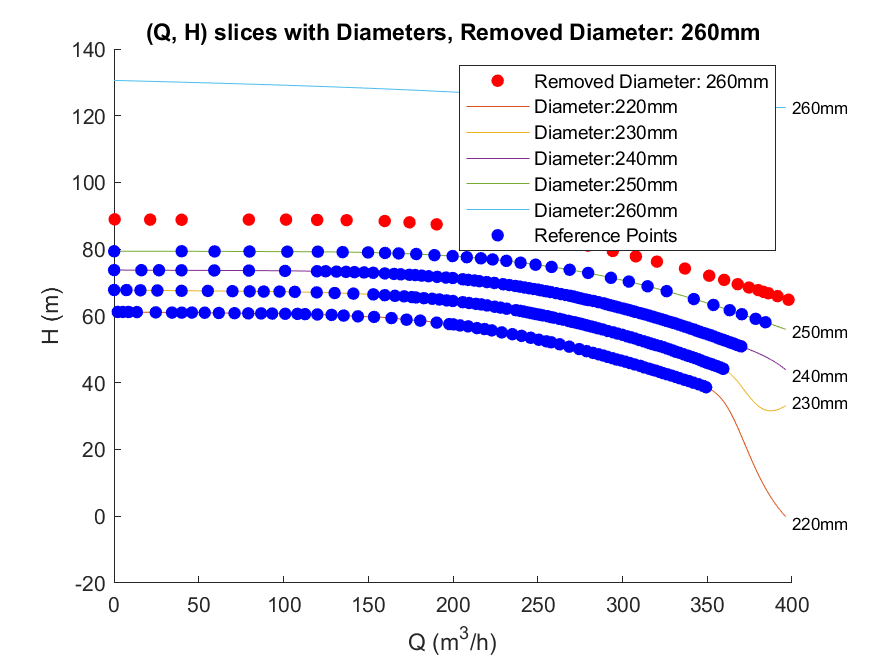 (Q, H) slices with Diameters, Removed Diameter: 260mm
140
120
100
80
60
40
20
0
-20
H (m)
0
50
100
150
200
250
300
350
400
Q (m³/h)
Removed Diameter: 260mm
Diameter:220mm
Diameter:230mm
Diameter:240mm
Diameter:250mm
Diameter:260mm
Reference Points
260mm
250mm
240mm
230mm
220mm